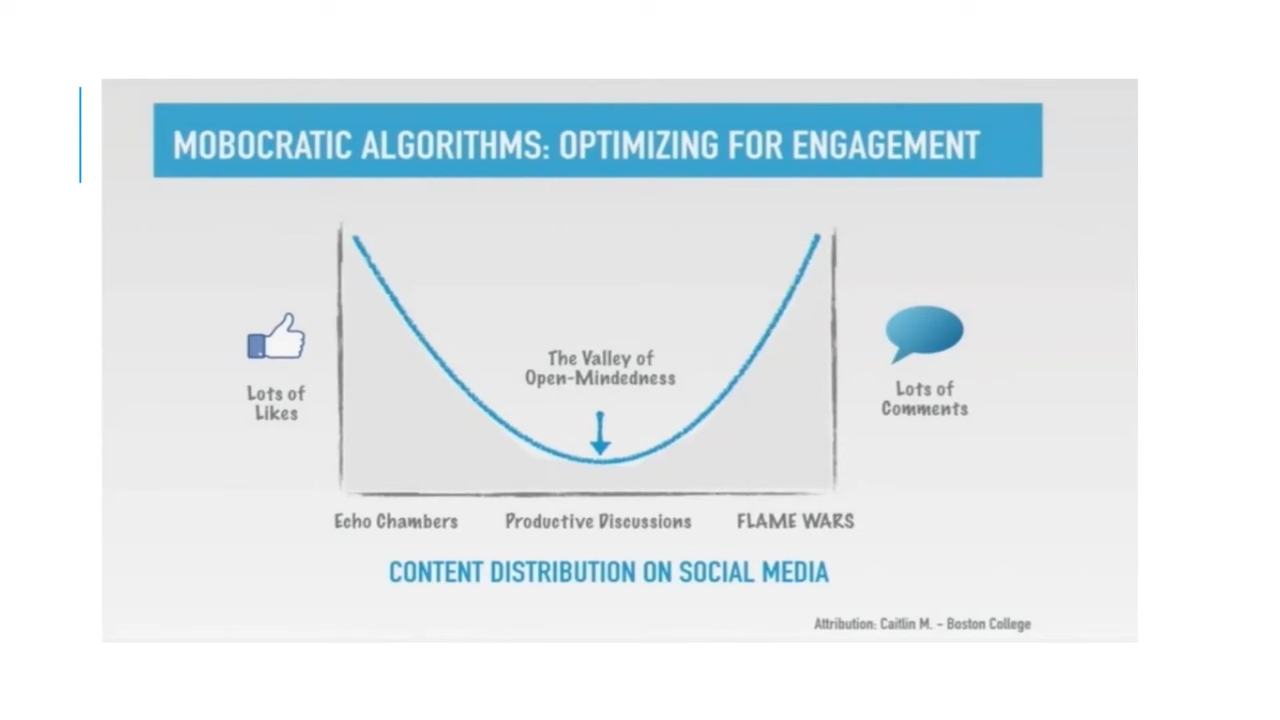 MOBOCRATIC ALGORITHMS: OPTIMIZING FOR ENGAGEMENT
The Valley of
Open-Mindedness
Lots of
Likes
Lots of
Comments
Echo Chambers
Productive Discussions
FLAME WARS
CONTENT DISTRIBUTION ON SOCIAL MEDIA
Attribution: Caitlin M. - Boston College